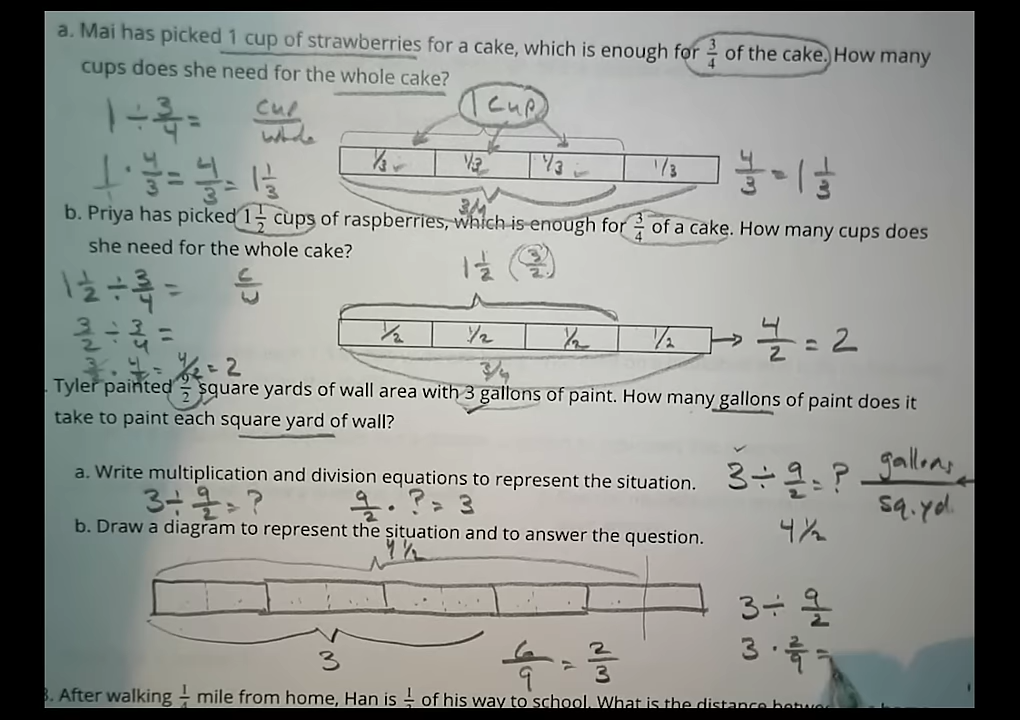 a. Mai has picked 1 cup of strawberries for a cake, which is enough for 3/4 of the cake. How many
cups does she need for the whole cake?
1 ÷ 3/4 = cup/whole
1 cup
1/3 1/3 1/3 1/3
3/4
1 · 4/3 = 4/3 = 1 1/3
4/3 = 1 1/3
b. Priya has picked 1 1/2 cups of raspberries, which is enough for 3/4 of a cake. How many cups does
she need for the whole cake?
1 1/2 (3/2)
1 1/2 ÷ 3/4 = c/w
3/2 ÷ 3/4 =
3/2 · 4/3 = 4/2 = 2
1/2 1/2 1/2 1/2
3/4
4/2 = 2
Tyler painted 9/2 square yards of wall area with 3 gallons of paint. How many gallons of paint does it
take to paint each square yard of wall?
a. Write multiplication and division equations to represent the situation.
3 ÷ 9/2 = ? gallons/sq.yd.
3 ÷ 9/2 = ? 9/2 · ? = 3
4 1/2
b. Draw a diagram to represent the situation and to answer the question.
4 1/2
3
6/9 = 2/3
3 ÷ 9/2
3 · 2/9 =
3. After walking 1/4 mile from home, Han is of his way to school. What is the distance